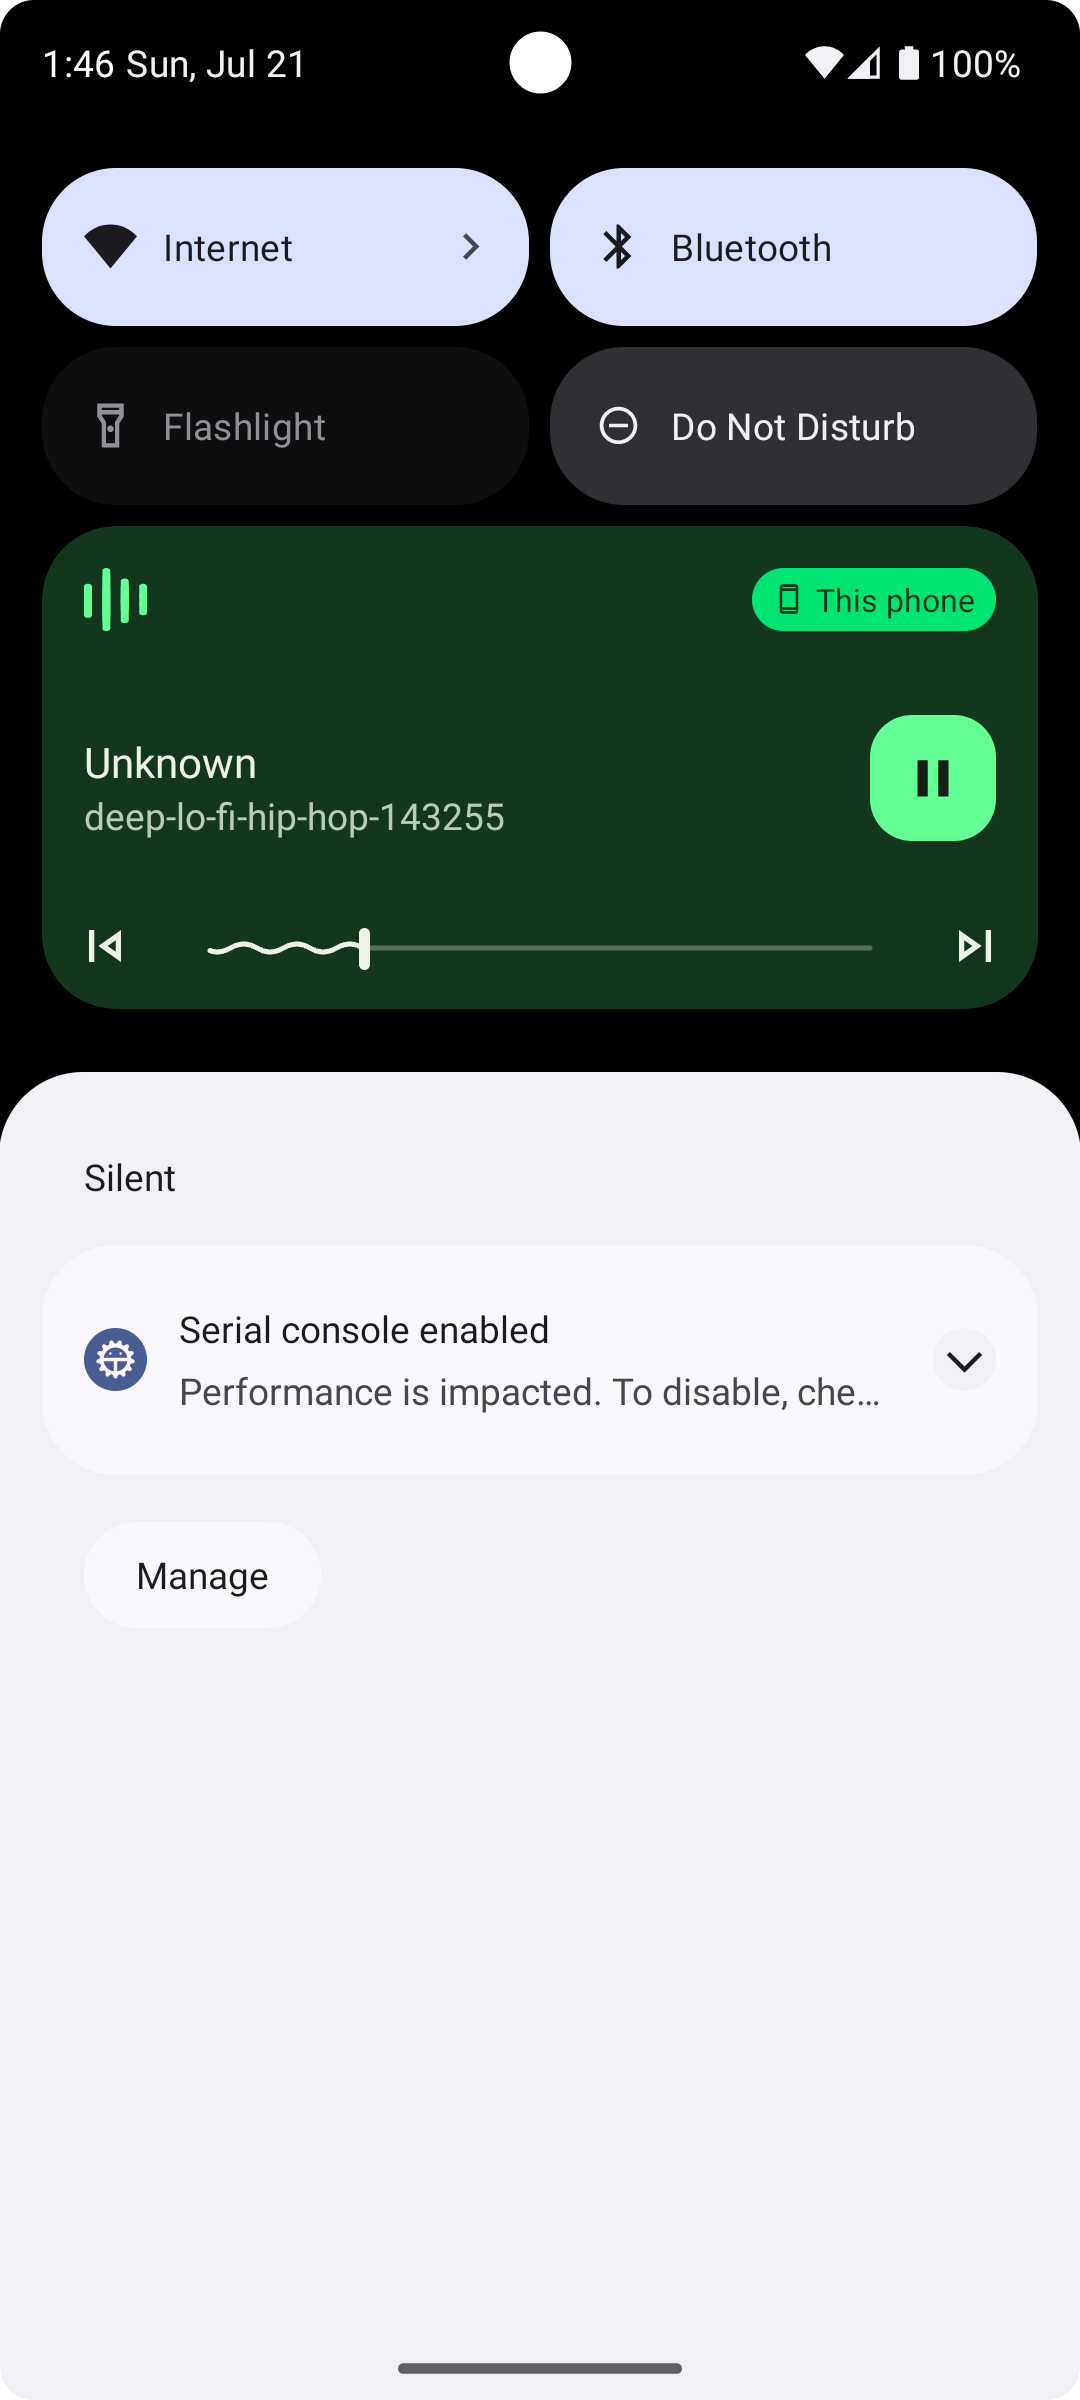 1:46 Sun, Jul 21
100%
Internet
Bluetooth
Flashlight
Do Not Disturb
This phone
Unknown
deep-lo-fi-hip-hop-143255
Silent
Serial console enabled
Performance is impacted. To disable, che…
Manage